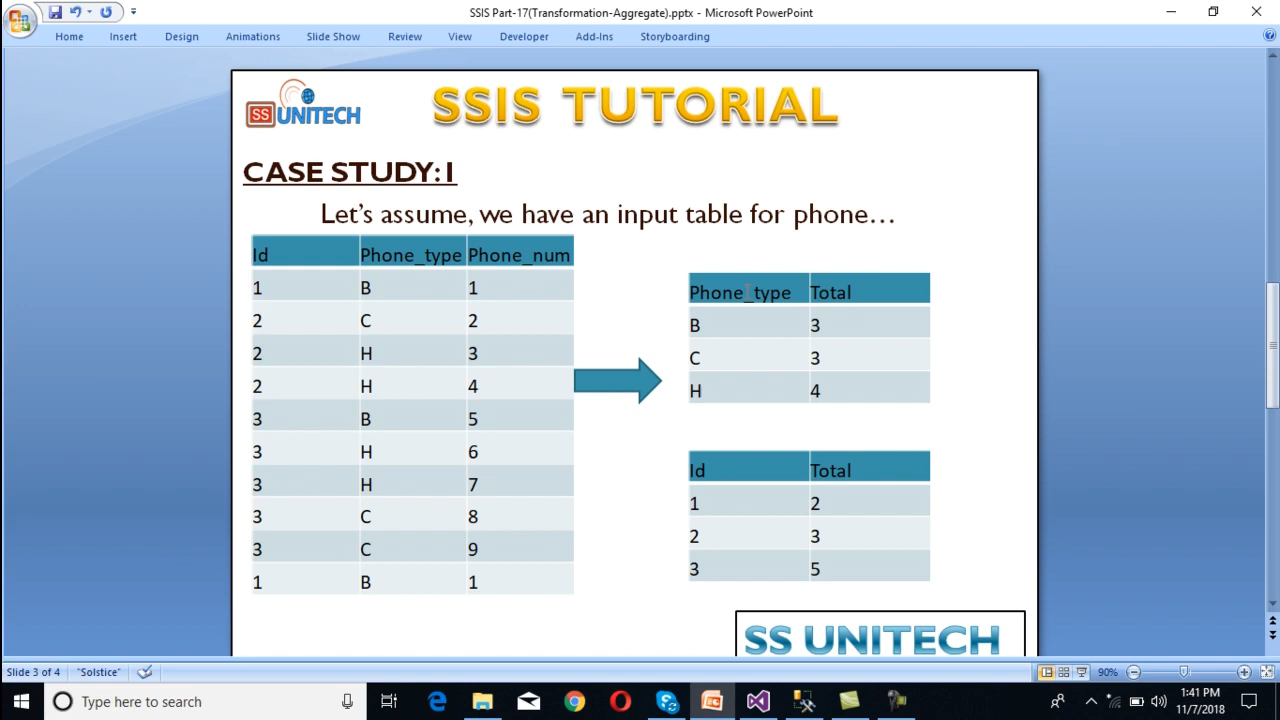 SSIS Part-17(Transformation-Aggregate).pptx - Microsoft PowerPoint
Home Insert Design Animations Slide Show Review View Developer Add-Ins Storyboarding
SS UNITECH
SSIS TUTORIAL
CASE STUDY: 1
Let's assume, we have an input table for phone...
Id Phone_type Phone_num
1 B 1
2 C 2
2 H 3
2 H 4
3 B 5
3 H 6
3 H 7
3 C 8
3 C 9
1 B 1
Phone_type Total
B 3
C 3
H 4
Id Total
1 2
2 3
3 5
SS UNITECH
Slide 3 of 4 "Solstice" 90%
Type here to search
1:41 PM
11/7/2018